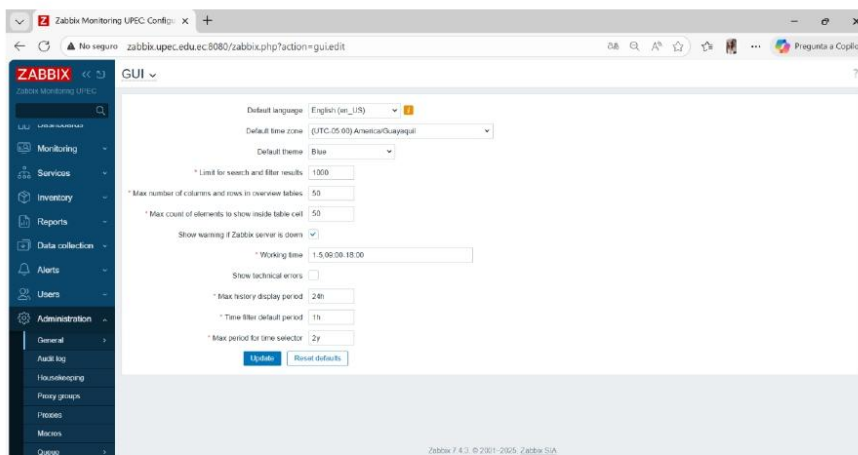 Zabbix Monitoring UPEC: Configu
No seguro zabbix.upec.edu.ec:8080/zabbix.php?action=gui.edit
Pregunta a Copilo
ZABBIX
Zabbix Monitoring UPEC
Dashboards
Monitoring
Services
Inventory
Reports
Data collection
Alerts
Users
Administration
General
Audit log
Housekeeping
Proxy groups
Proxies
Macros
Queue
GUI
?
Default language English (en_US)
Default time zone (UTC-05:00) America/Guayaquil
Default theme Blue
* Limit for search and filter results 1000
* Max number of columns and rows in overview tables 50
* Max count of elements to show inside table cell 50
Show warning if Zabbix server is down
* Working time 1-5,09:00-18:00
Show technical errors
* Max history display period 24h
* Time filter default period 1h
* Max period for time selector 2y
Update Reset defaults
Zabbix 7.4.3. © 2001–2025, Zabbix SIA